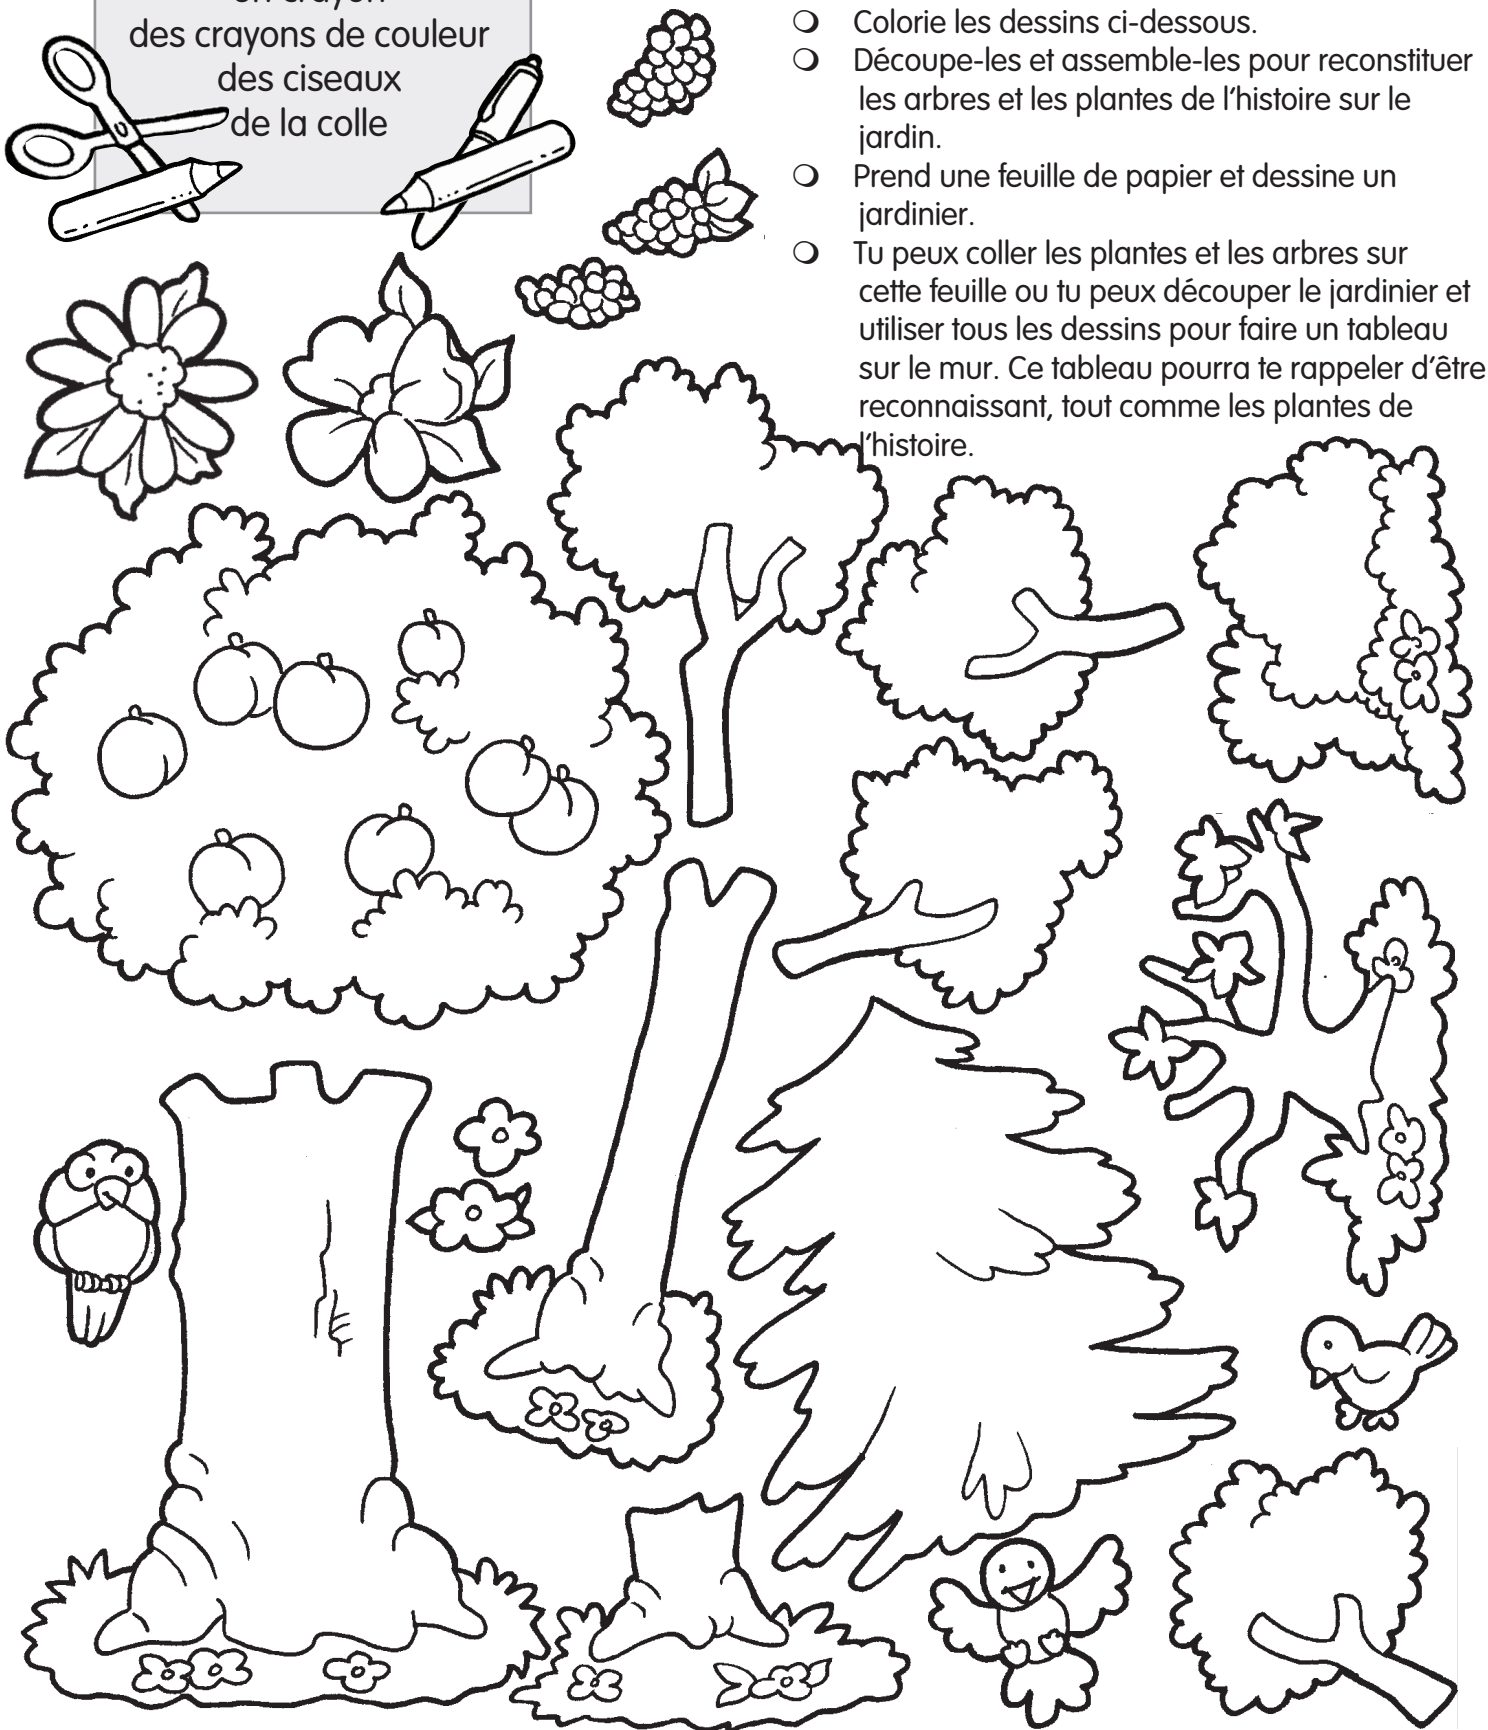 un crayon
des crayons de couleur
des ciseaux
de la colle
Colorie les dessins ci-dessous.
Découpe-les et assemble-les pour reconstituer
les arbres et les plantes de l'histoire sur le
jardin.
Prend une feuille de papier et dessine un
jardinier.
Tu peux coller les plantes et les arbres sur
cette feuille ou tu peux découper le jardinier et
utiliser tous les dessins pour faire un tableau
sur le mur. Ce tableau pourra te rappeler d'être
reconnaissant, tout comme les plantes de
l'histoire.